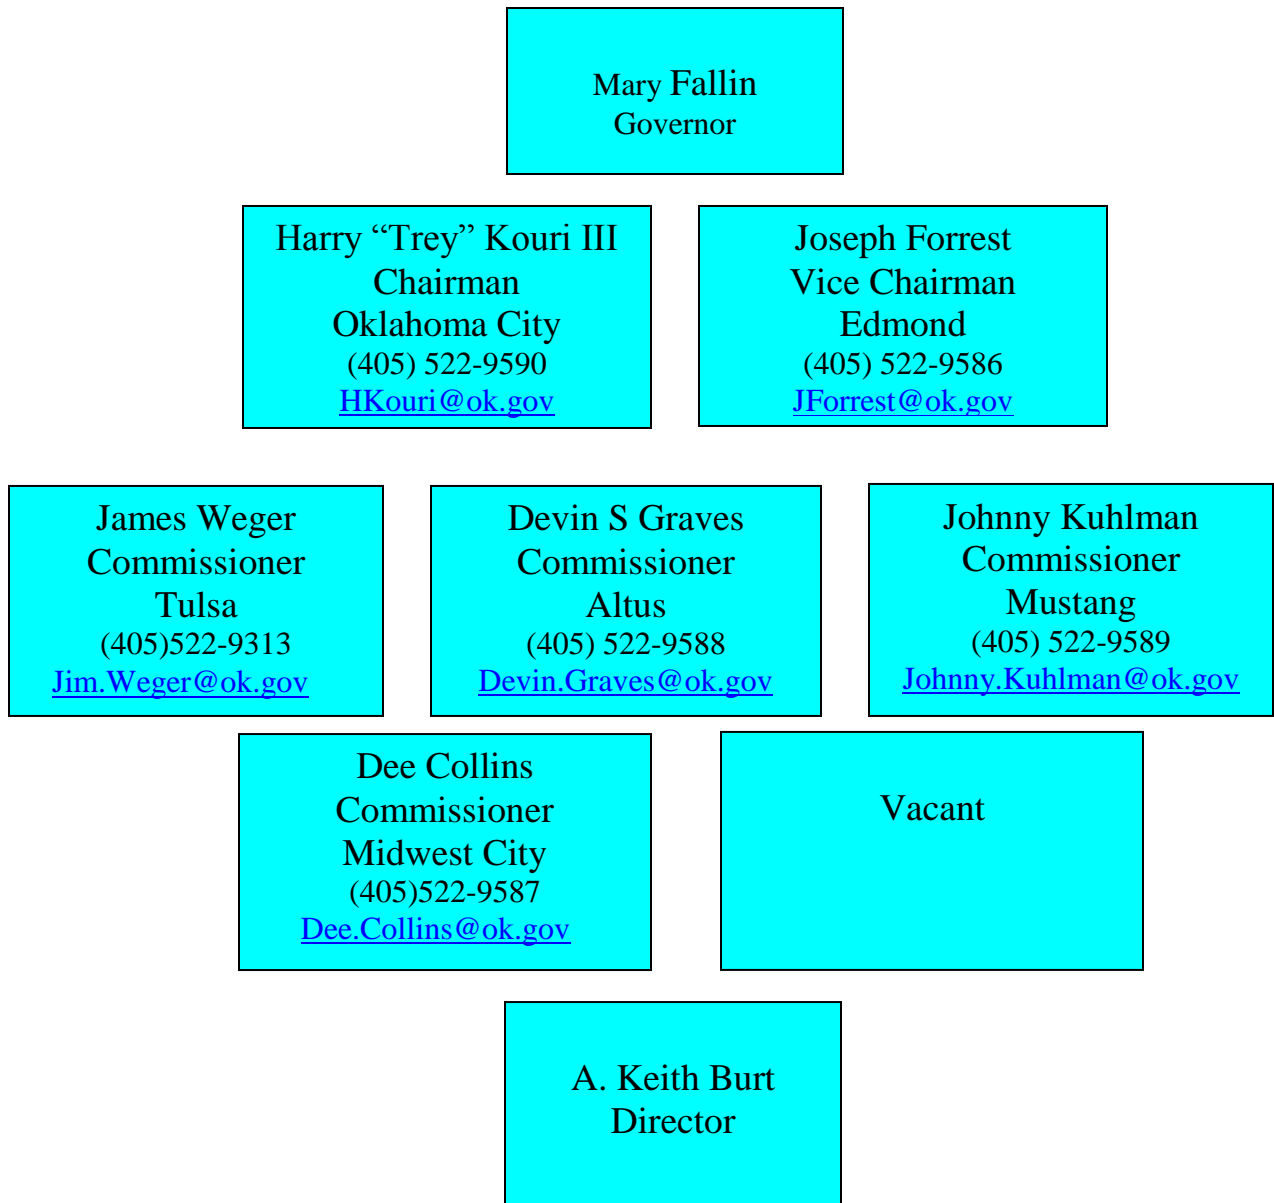 Mary Fallin
Governor
Harry “Trey” Kouri III
Chairman
Oklahoma City
(405) 522-9590
HKouri@ok.gov
Joseph Forrest
Vice Chairman
Edmond
(405) 522-9586
JForrest@ok.gov
James Weger
Commissioner
Tulsa
(405)522-9313
Jim.Weger@ok.gov
Devin S Graves
Commissioner
Altus
(405) 522-9588
Devin.Graves@ok.gov
Johnny Kuhlman
Commissioner
Mustang
(405) 522-9589
Johnny.Kuhlman@ok.gov
Dee Collins
Commissioner
Midwest City
(405)522-9587
Dee.Collins@ok.gov
Vacant
A. Keith Burt
Director